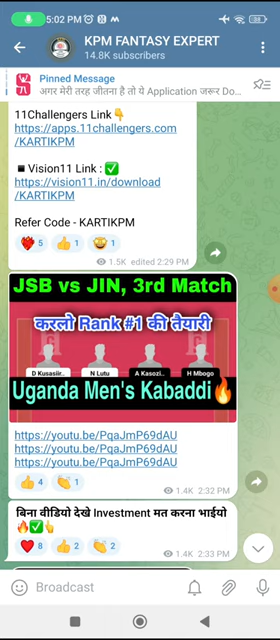 5:02 PM
39
KPM FANTASY EXPERT
14.8K subscribers
Pinned Message
अगर मेरी तरह जीतना है तो ये Application जरूर Do...
11Challengers Link👇
https://apps.11challengers.com
/KARTIKPM
◾Vision11 Link : ✅
https://vision11.in/download
/KARTIKPM
Refer Code - KARTIKPM
5 1 1
1.5K edited 2:29 PM
JSB vs JIN, 3rd Match
करलो Rank #1 की तैयारी
D Kusasiir.. N Lutu A Kasozi.. H Mbogo
Uganda Men's Kabaddi🔥
https://youtu.be/PqaJmP69dAU
https://youtu.be/PqaJmP69dAU
https://youtu.be/PqaJmP69dAU
4 1
1.4K 2:32 PM
बिना वीडियो देखे Investment मत करना भाईयो
🔥✅👆
8 2 2
1.4K 2:33 PM
Broadcast